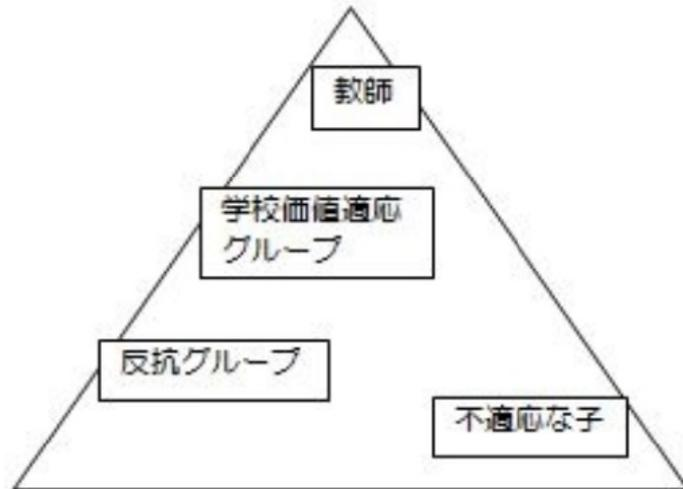 教師
学校価値適応
グループ
反抗グループ
不適応な子